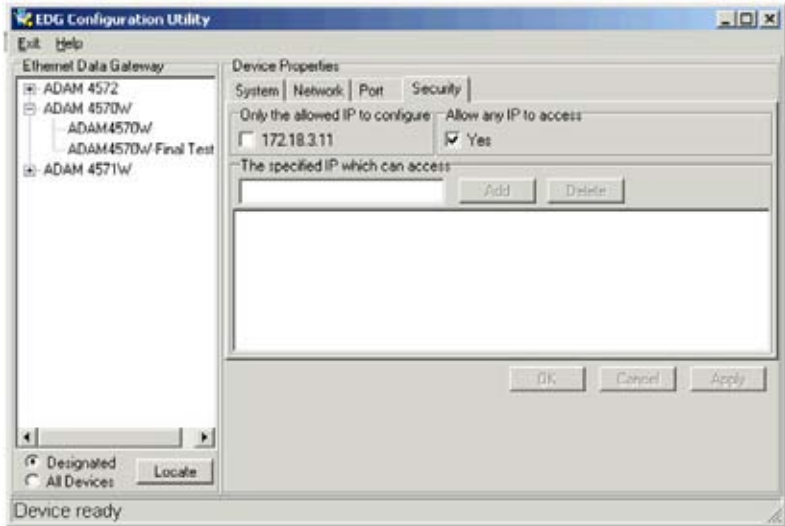 EDG Configuration Utility
Exit Help
Ethernet Data Gateway
ADAM 4572
ADAM 4570W
ADAM4570W
ADAM4570W-Final Test
ADAM 4571W
Designated
All Devices
Locate
Device Properties
System Network Port Security
Only the allowed IP to configure
172.18.3.11
Allow any IP to access
Yes
The specified IP which can access
Add Delete
OK Cancel Apply
Device ready